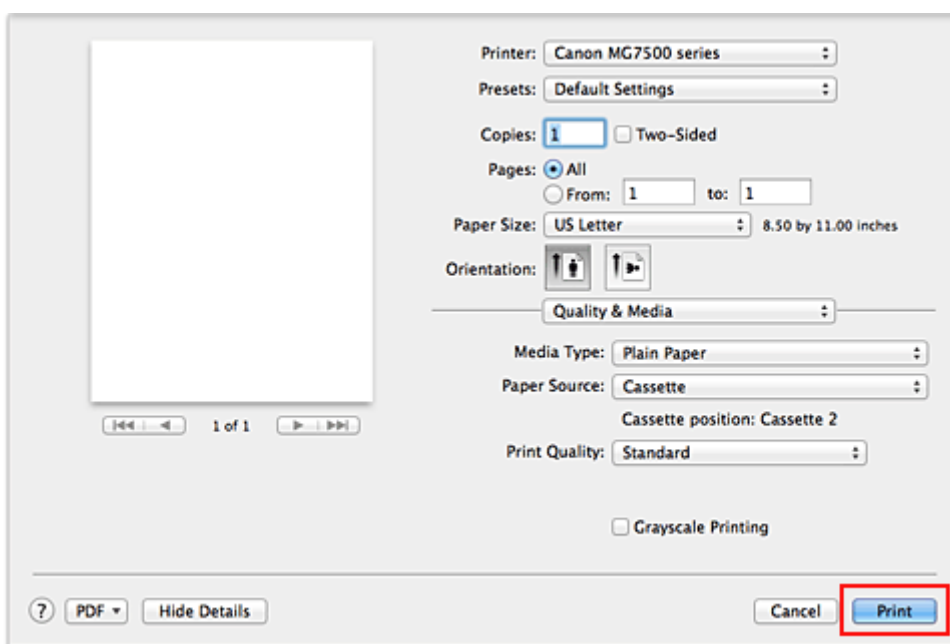 Printer: Canon MG7500 series
Presets: Default Settings
Copies: 1 Two-Sided
Pages: All
From: 1 to: 1
Paper Size: US Letter 8.50 by 11.00 inches
Orientation:
Quality & Media
Media Type: Plain Paper
Paper Source: Cassette
Cassette position: Cassette 2
1 of 1
Print Quality: Standard
Grayscale Printing
? PDF Hide Details Cancel Print